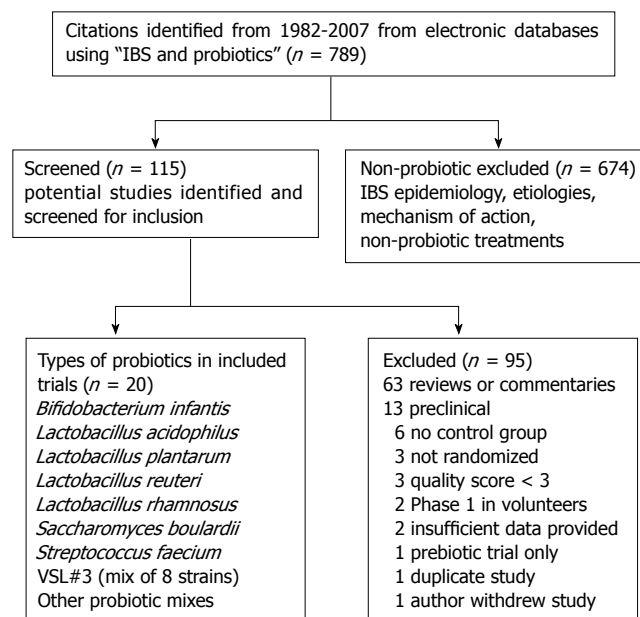 Citations identified from 1982-2007 from electronic databases
using “IBS and probiotics” (n = 789)
Screened (n = 115)
potential studies identified and
screened for inclusion
Non-probiotic excluded (n = 674)
IBS epidemiology, etiologies,
mechanism of action,
non-probiotic treatments
Types of probiotics in included
trials (n = 20)
Bifidobacterium infantis
Lactobacillus acidophilus
Lactobacillus plantarum
Lactobacillus reuteri
Lactobacillus rhamnosus
Saccharomyces boulardii
Streptococcus faecium
VSL#3 (mix of 8 strains)
Other probiotic mixes
Excluded (n = 95)
63 reviews or commentaries
13 preclinical
6 no control group
3 not randomized
3 quality score < 3
2 Phase 1 in volunteers
2 insufficient data provided
1 prebiotic trial only
1 duplicate study
1 author withdrew study